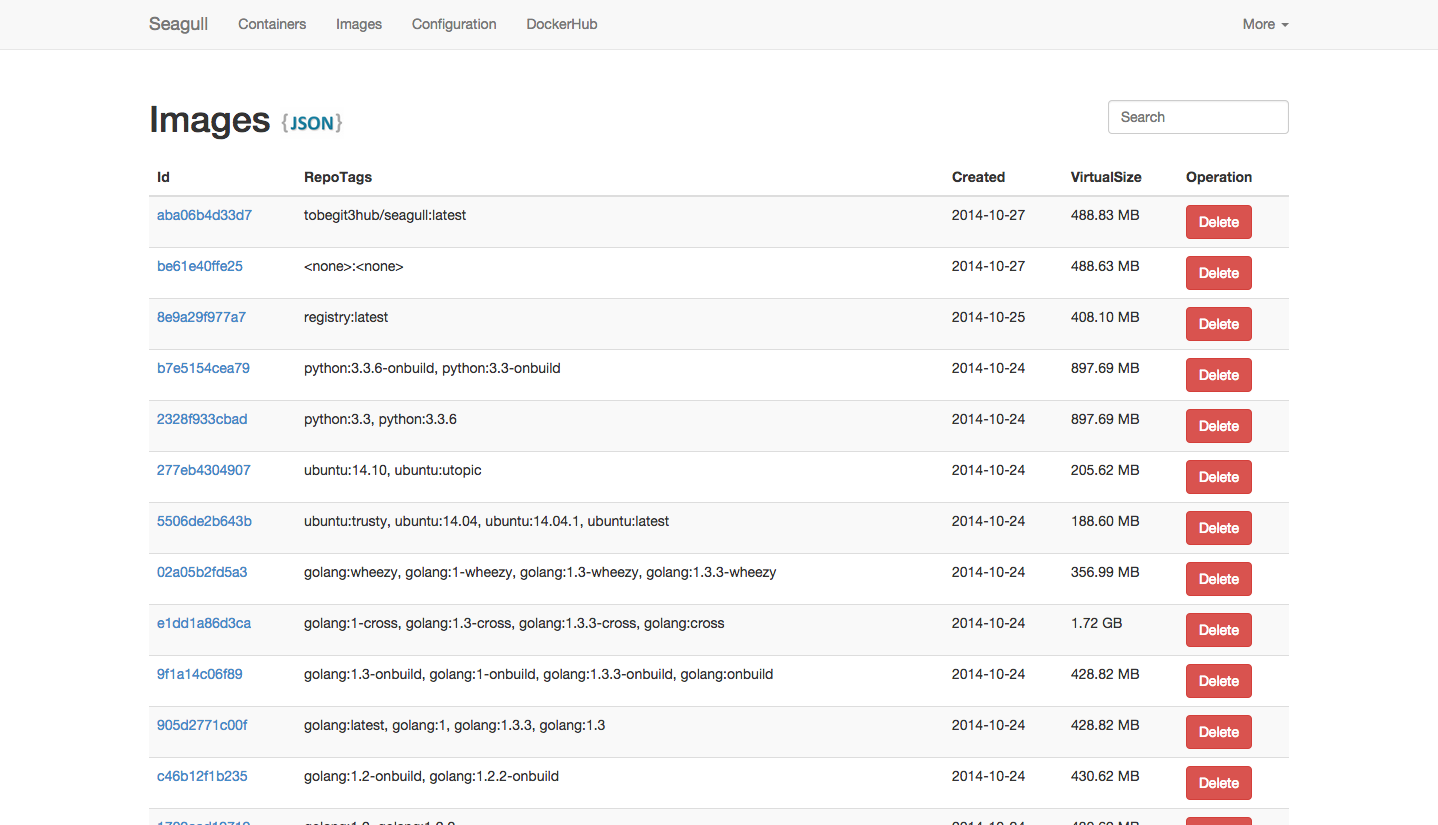 Seagull Containers Images Configuration DockerHub More
Images {JSON} Search
Id RepoTags Created VirtualSize Operation
aba06b4d33d7 tobegit3hub/seagull:latest 2014-10-27 488.83 MB Delete
be61e40ffe25 <none>:<none> 2014-10-27 488.63 MB Delete
8e9a29f977a7 registry:latest 2014-10-25 408.10 MB Delete
b7e5154cea79 python:3.3.6-onbuild, python:3.3-onbuild 2014-10-24 897.69 MB Delete
2328f933cbad python:3.3, python:3.3.6 2014-10-24 897.69 MB Delete
277eb4304907 ubuntu:14.10, ubuntu:utopic 2014-10-24 205.62 MB Delete
5506de2b643b ubuntu:trusty, ubuntu:14.04, ubuntu:14.04.1, ubuntu:latest 2014-10-24 188.60 MB Delete
02a05b2fd5a3 golang:wheezy, golang:1-wheezy, golang:1.3-wheezy, golang:1.3.3-wheezy 2014-10-24 356.99 MB Delete
e1dd1a86d3ca golang:1-cross, golang:1.3-cross, golang:1.3.3-cross, golang:cross 2014-10-24 1.72 GB Delete
9f1a14c06f89 golang:1.3-onbuild, golang:1-onbuild, golang:1.3.3-onbuild, golang:onbuild 2014-10-24 428.82 MB Delete
905d2771c00f golang:latest, golang:1, golang:1.3.3, golang:1.3 2014-10-24 428.82 MB Delete
c46b12f1b235 golang:1.2-onbuild, golang:1.2.2-onbuild 2014-10-24 430.62 MB Delete